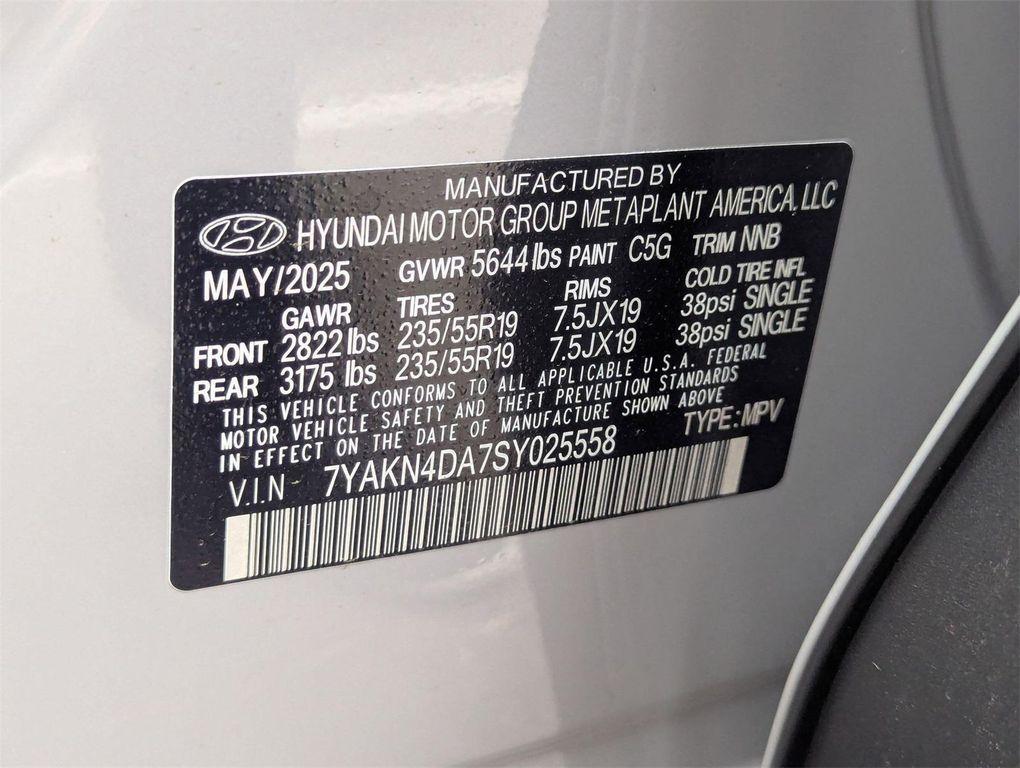 MANUFACTURED BY
HYUNDAI MOTOR GROUP METAPLANT AMERICA, LLC
MAY/2025 GVWR 5644 lbs PAINT C5G TRIM NNB
GAWR TIRES RIMS COLD TIRE INFL
FRONT 2822 lbs 235/55R19 7.5JX19 38psi SINGLE
REAR 3175 lbs 235/55R19 7.5JX19 38psi SINGLE
THIS VEHICLE CONFORMS TO ALL APPLICABLE U.S.A. FEDERAL
MOTOR VEHICLE SAFETY AND THEFT PREVENTION STANDARDS
IN EFFECT ON THE DATE OF MANUFACTURE SHOWN ABOVE
V.I.N 7YAKN4DA7SY025558 TYPE:MPV